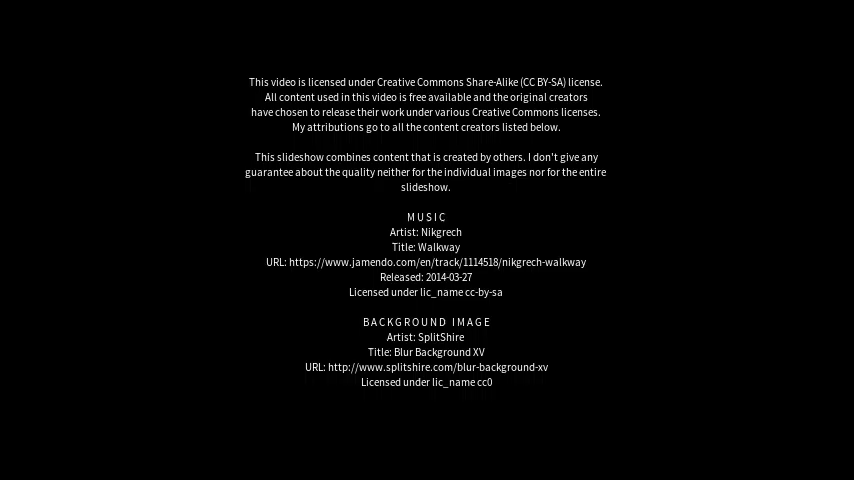 This video is licensed under Creative Commons Share-Alike (CC BY-SA) license.
All content used in this video is free available and the original creators
have chosen to release their work under various Creative Commons licenses.
My attributions go to all the content creators listed below.
This slideshow combines content that is created by others. I don't give any
guarantee about the quality neither for the individual images nor for the entire
slideshow.
MUSIC
Artist: Nikgrech
Title: Walkway
URL: https://www.jamendo.com/en/track/1114518/nikgrech-walkway
Released: 2014-03-27
Licensed under lic_name cc-by-sa
BACKGROUND IMAGE
Artist: SplitShire
Title: Blur Background XV
URL: http://www.splitshire.com/blur-background-xv
Licensed under lic_name cc0